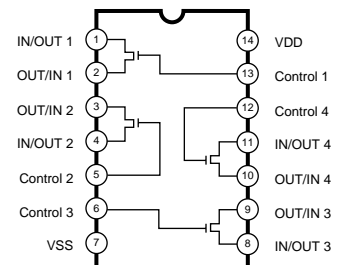 IN/OUT 1 1 14 VDD
OUT/IN 1 2 13 Control 1
OUT/IN 2 3 12 Control 4
IN/OUT 2 4 11 IN/OUT 4
Control 2 5 10 OUT/IN 4
Control 3 6 9 OUT/IN 3
VSS 7 8 IN/OUT 3